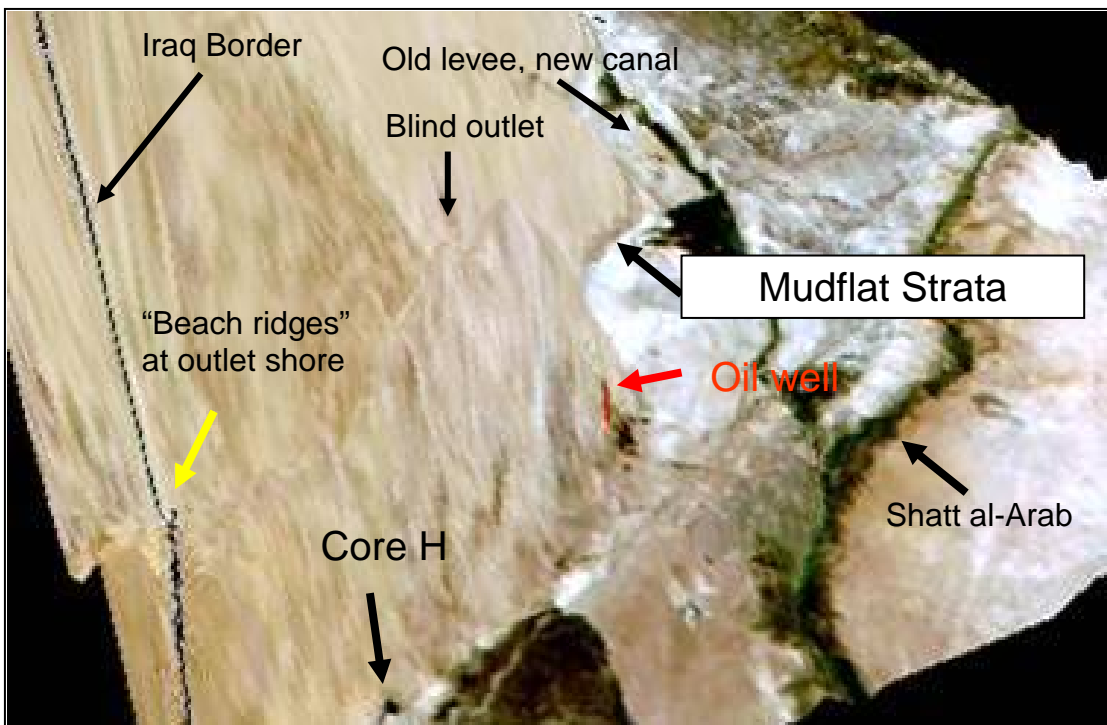 Iraq Border
Old levee, new canal
Blind outlet
Mudflat Strata
“Beach ridges”
at outlet shore
Oil well
Shatt al-Arab
Core H